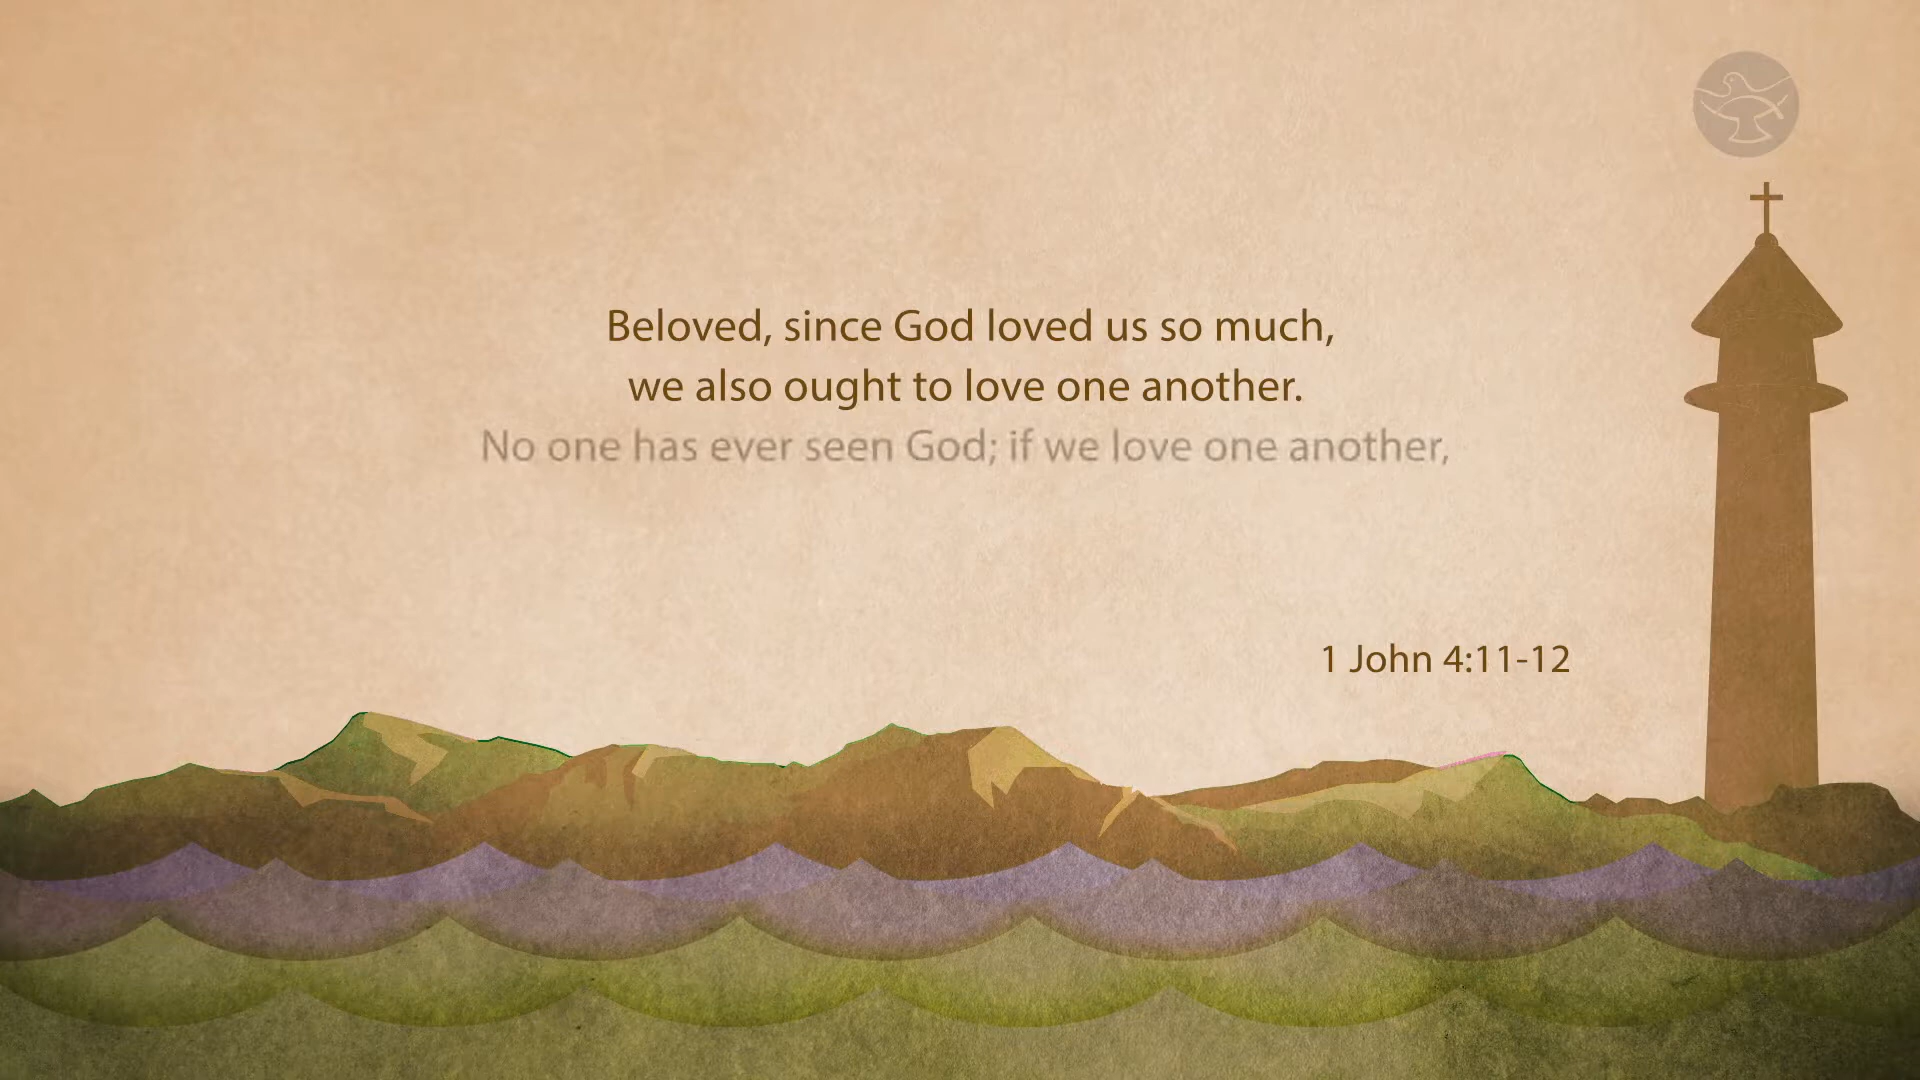 Beloved, since God loved us so much,
we also ought to love one another.
No one has ever seen God; if we love one another,
1 John 4:11-12